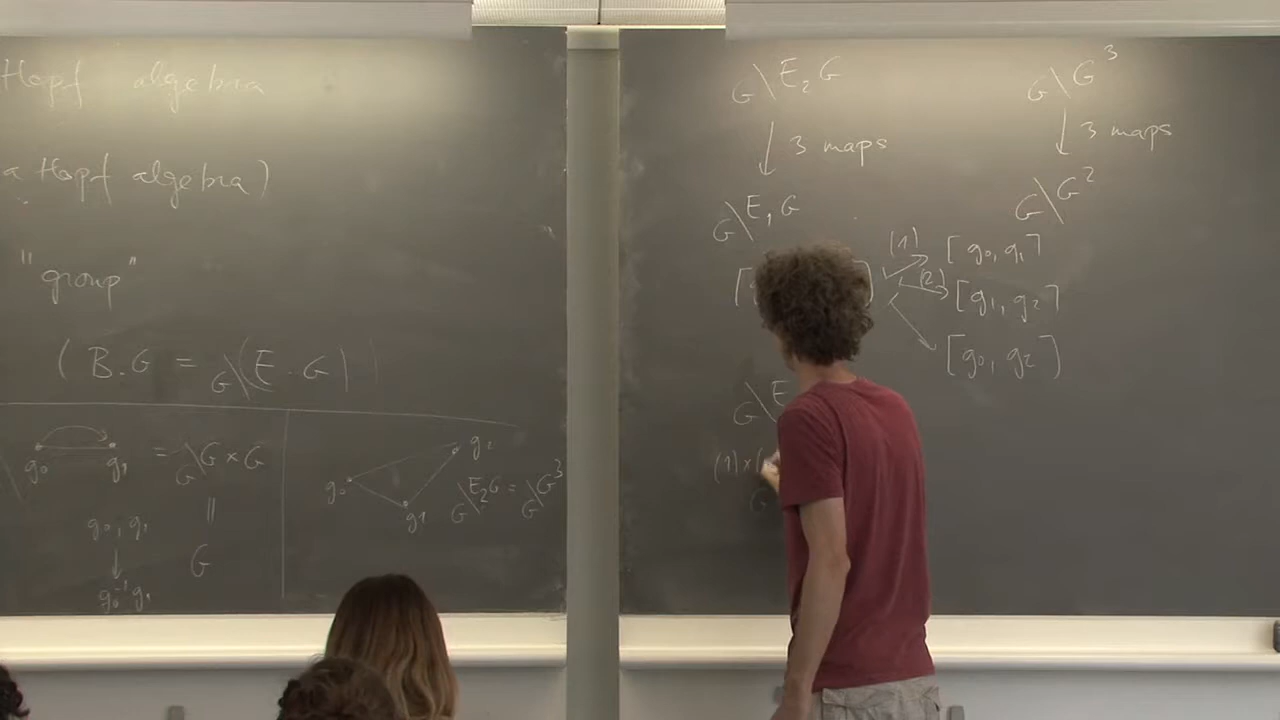 Hopf algebra
a Hopf algebra)
"group"
(B.G = G\(E.G))
g₀ g₁ = G\G×G
g₀, g₁
↓
g₀⁻¹g₁
||
G
g₀ g₁ g₂
G\E₂G = G\G³
G\E₂G
↓ 3 maps
G\E₁G
[
]
(1) [g₀, g₁]
(2) [g₁, g₂]
[g₀, g₂]
G\G³
↓ 3 maps
G\G²
G\E
(1)×(
G